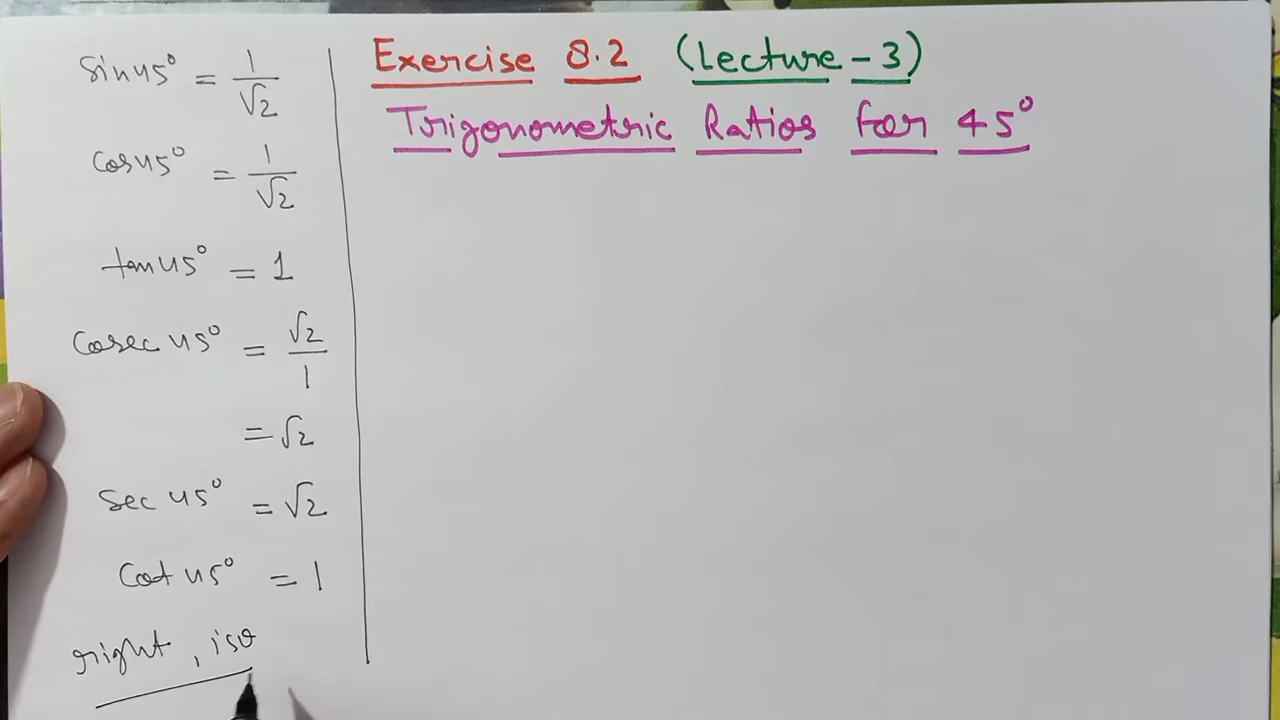 Sin45° = 1/√2
Cos45° = 1/√2
tan45° = 1
Cosec 45° = √2/1
= √2
Sec 45° = √2
Cot 45° = 1
right, iso
Exercise 8.2 (Lecture - 3)
Trigonometric Ratios for 45°